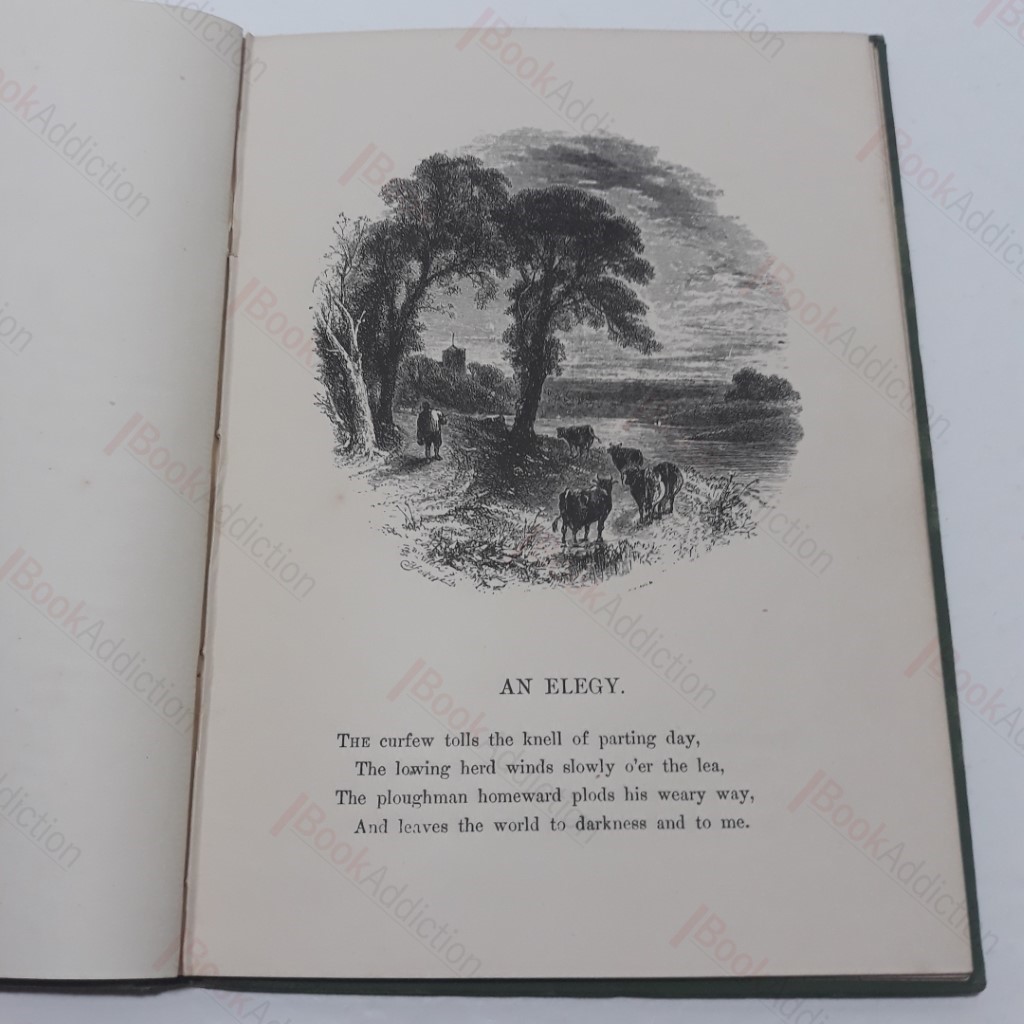 AN ELEGY.
THE curfew tolls the knell of parting day,
The lowing herd winds slowly o'er the lea,
The ploughman homeward plods his weary way,
And leaves the world to darkness and to me.
BookAddiction